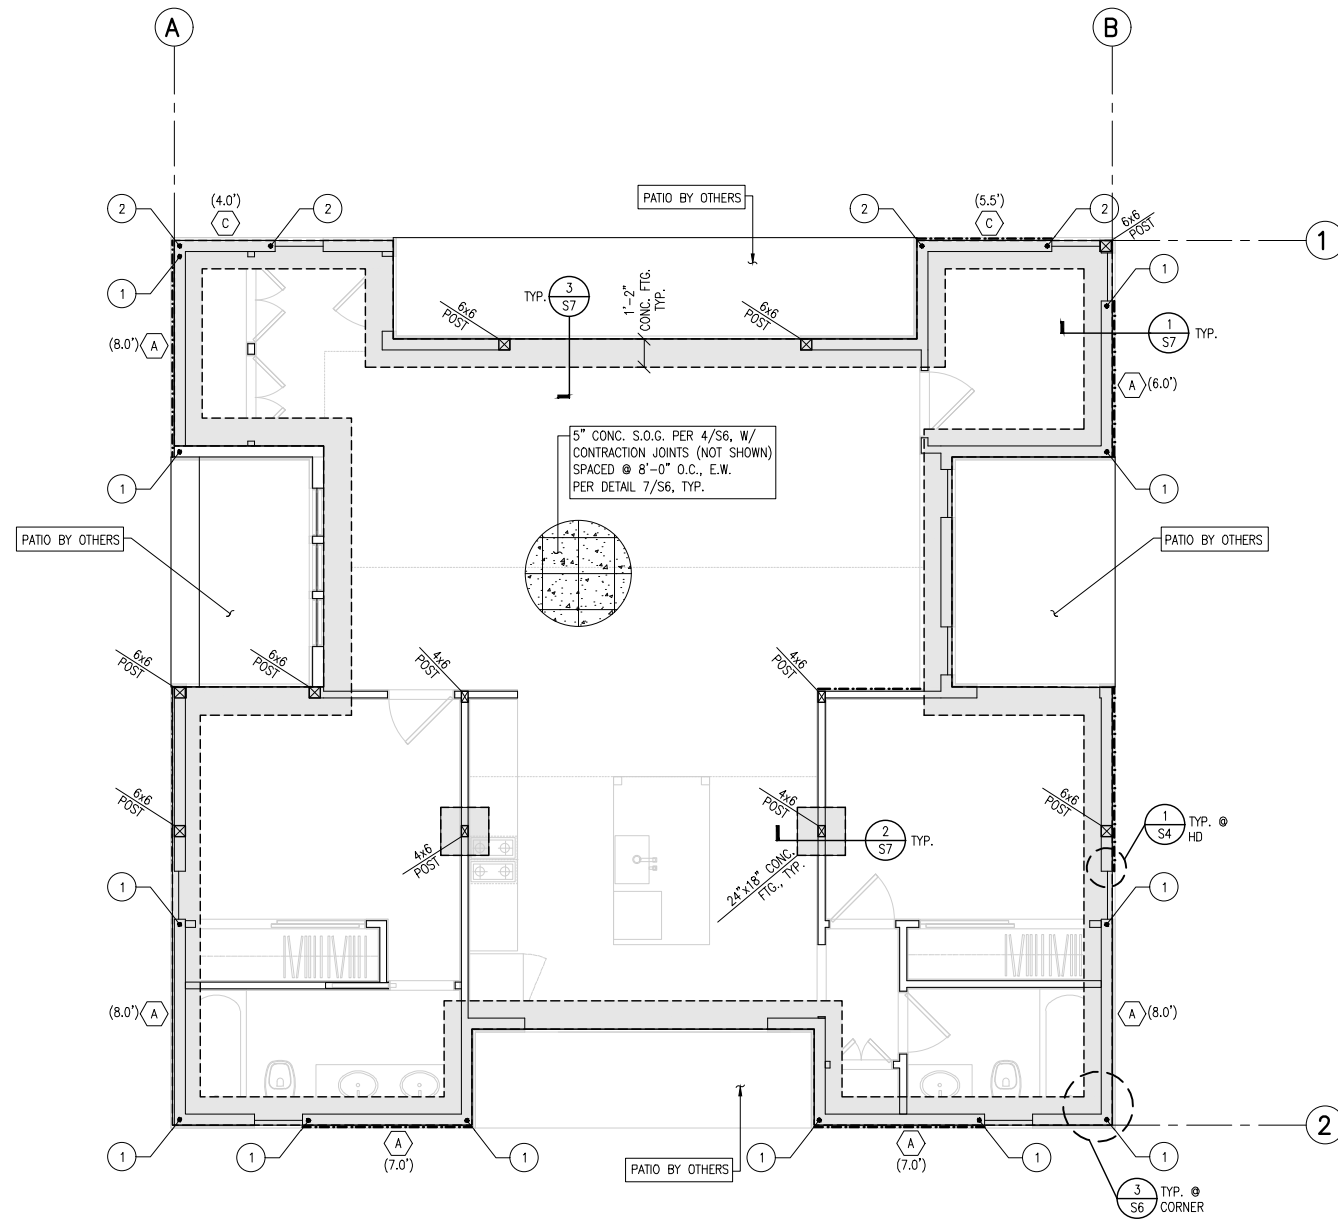 A
B
PATIO BY OTHERS
(4.0')
(5.5')
2
C
2
2
C
2
6x6
POST
1
1
1
TYP.
3
S7
1'-2"
CONC. FTG.
TYP.
6x6
POST
6x6
POST
1
S7
TYP.
(8.0')
A
A
(6.0')
5" CONC. S.O.G. PER 4/S6, W/
CONTRACTION JOINTS (NOT SHOWN)
SPACED @ 8'-0" O.C., E.W.
PER DETAIL 7/S6, TYP.
1
1
PATIO BY OTHERS
PATIO BY OTHERS
6x6
POST
6x6
POST
4x6
POST
4x6
POST
6x6
POST
4x6
POST
4x6
POST
6x6
POST
2
S7
TYP.
1
S4
TYP. @
HD
24"x18" CONC.
FTG., TYP.
1
1
(8.0')
A
A
(8.0')
2
1
1
A
(7.0')
1
1
A
(7.0')
1
1
PATIO BY OTHERS
3
S6
TYP. @
CORNER